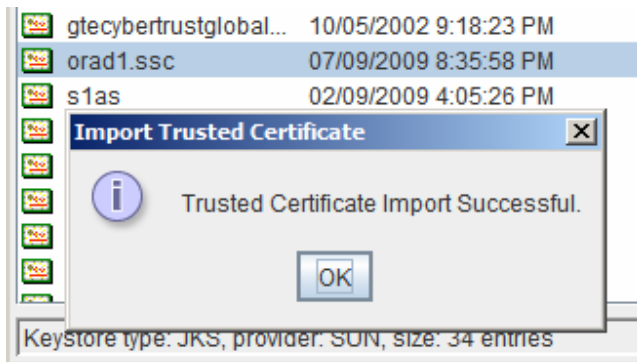 gtecybertrustglobal... 10/05/2002 9:18:23 PM
orad1.ssc 07/09/2009 8:35:58 PM
s1as 02/09/2009 4:05:26 PM
Import Trusted Certificate
Trusted Certificate Import Successful.
OK
Keystore type: JKS, provider: SUN, size: 34 entries